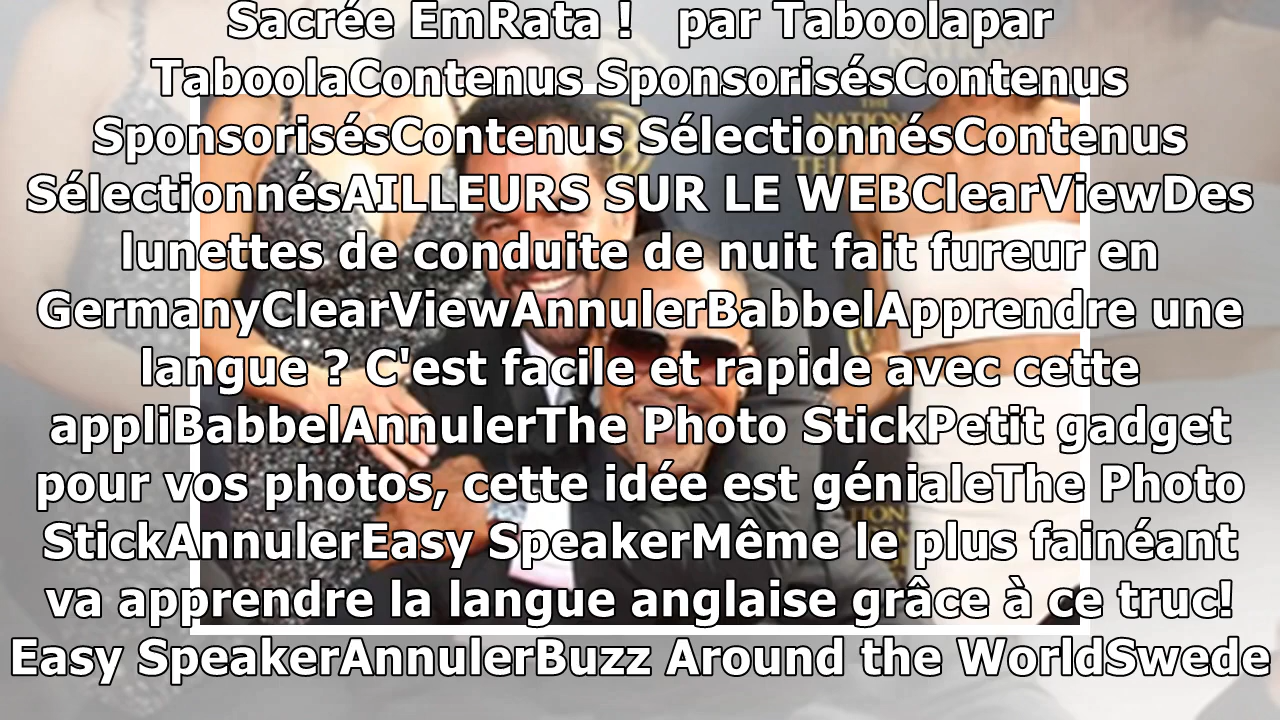 Sacrée EmRata ! par Taboolapar
TaboolaContenus SponsorisésContenus
SponsorisésContenus SélectionnésContenus
SélectionnésAILLEURS SUR LE WEBClearViewDes
lunettes de conduite de nuit fait fureur en
GermanyClearViewAnnulerBabbelApprendre une
langue ? C'est facile et rapide avec cette
appliBabbelAnnulerThe Photo StickPetit gadget
pour vos photos, cette idée est génialeThe Photo
StickAnnulerEasy SpeakerMême le plus fainéant
va apprendre la langue anglaise grâce à ce truc!
Easy SpeakerAnnulerBuzz Around the WorldSwede